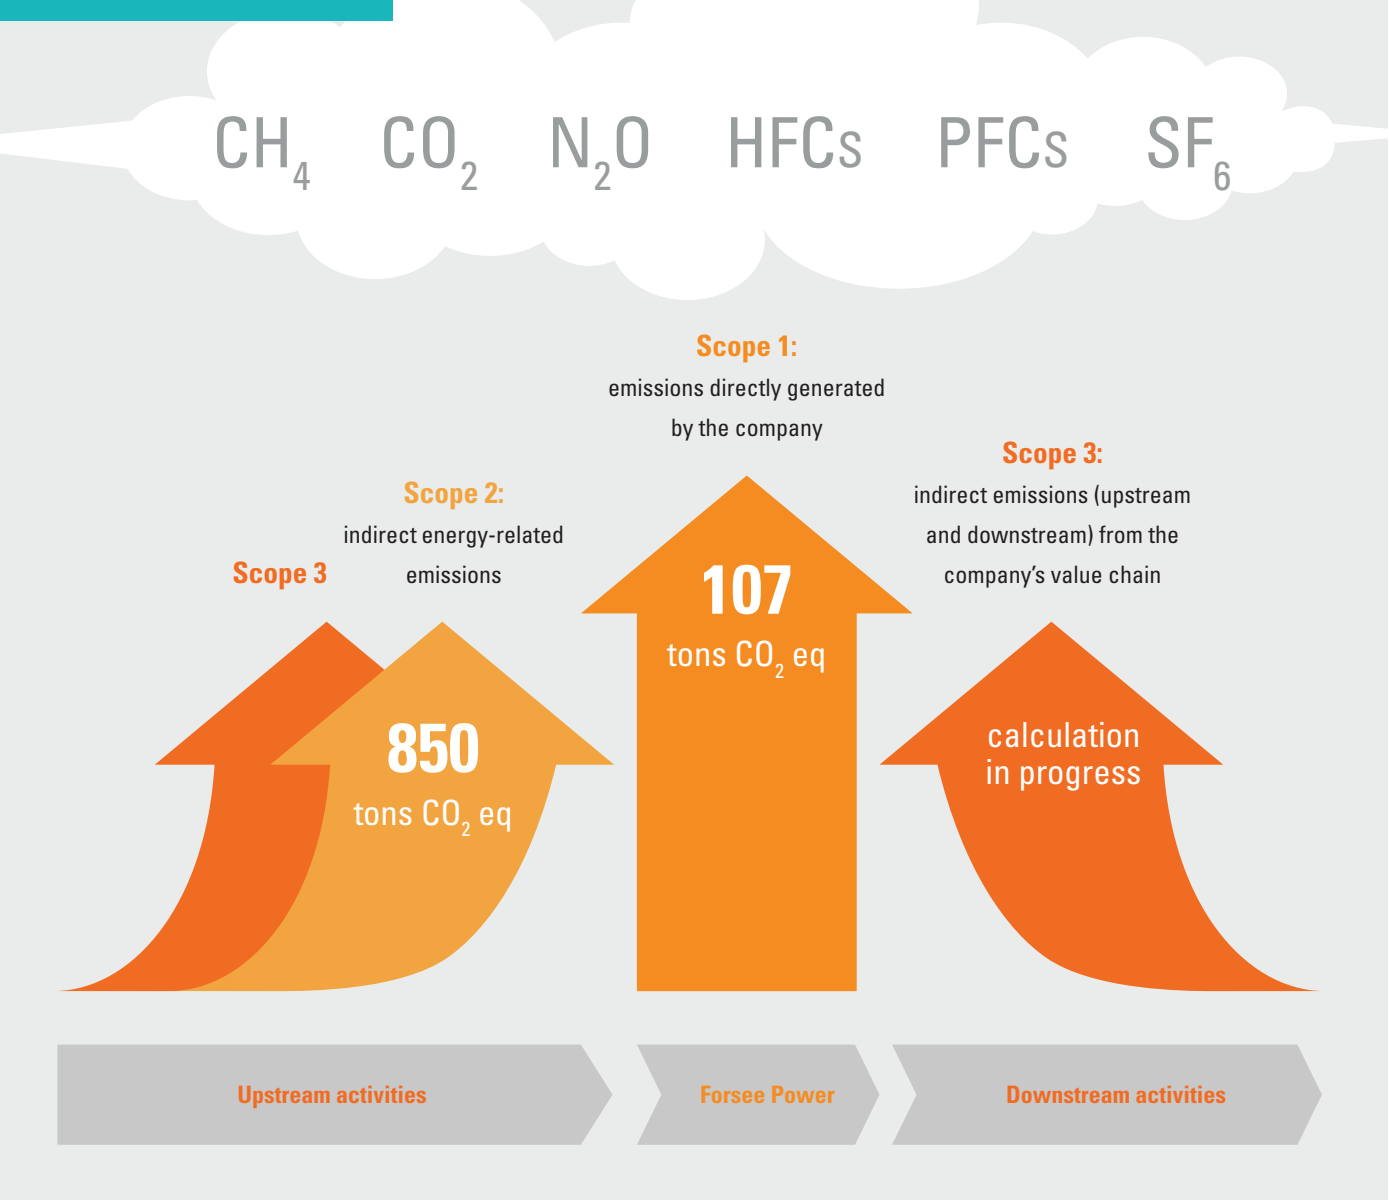 CH4 CO2 N2O HFCs PFCs SF6
Scope 1:
emissions directly generated
by the company
Scope 3:
indirect emissions (upstream
and downstream) from the
company’s value chain
Scope 2:
indirect energy-related
emissions
Scope 3
107
tons CO2 eq
850
tons CO2 eq
calculation
in progress
Upstream activities
Forsee Power
Downstream activities